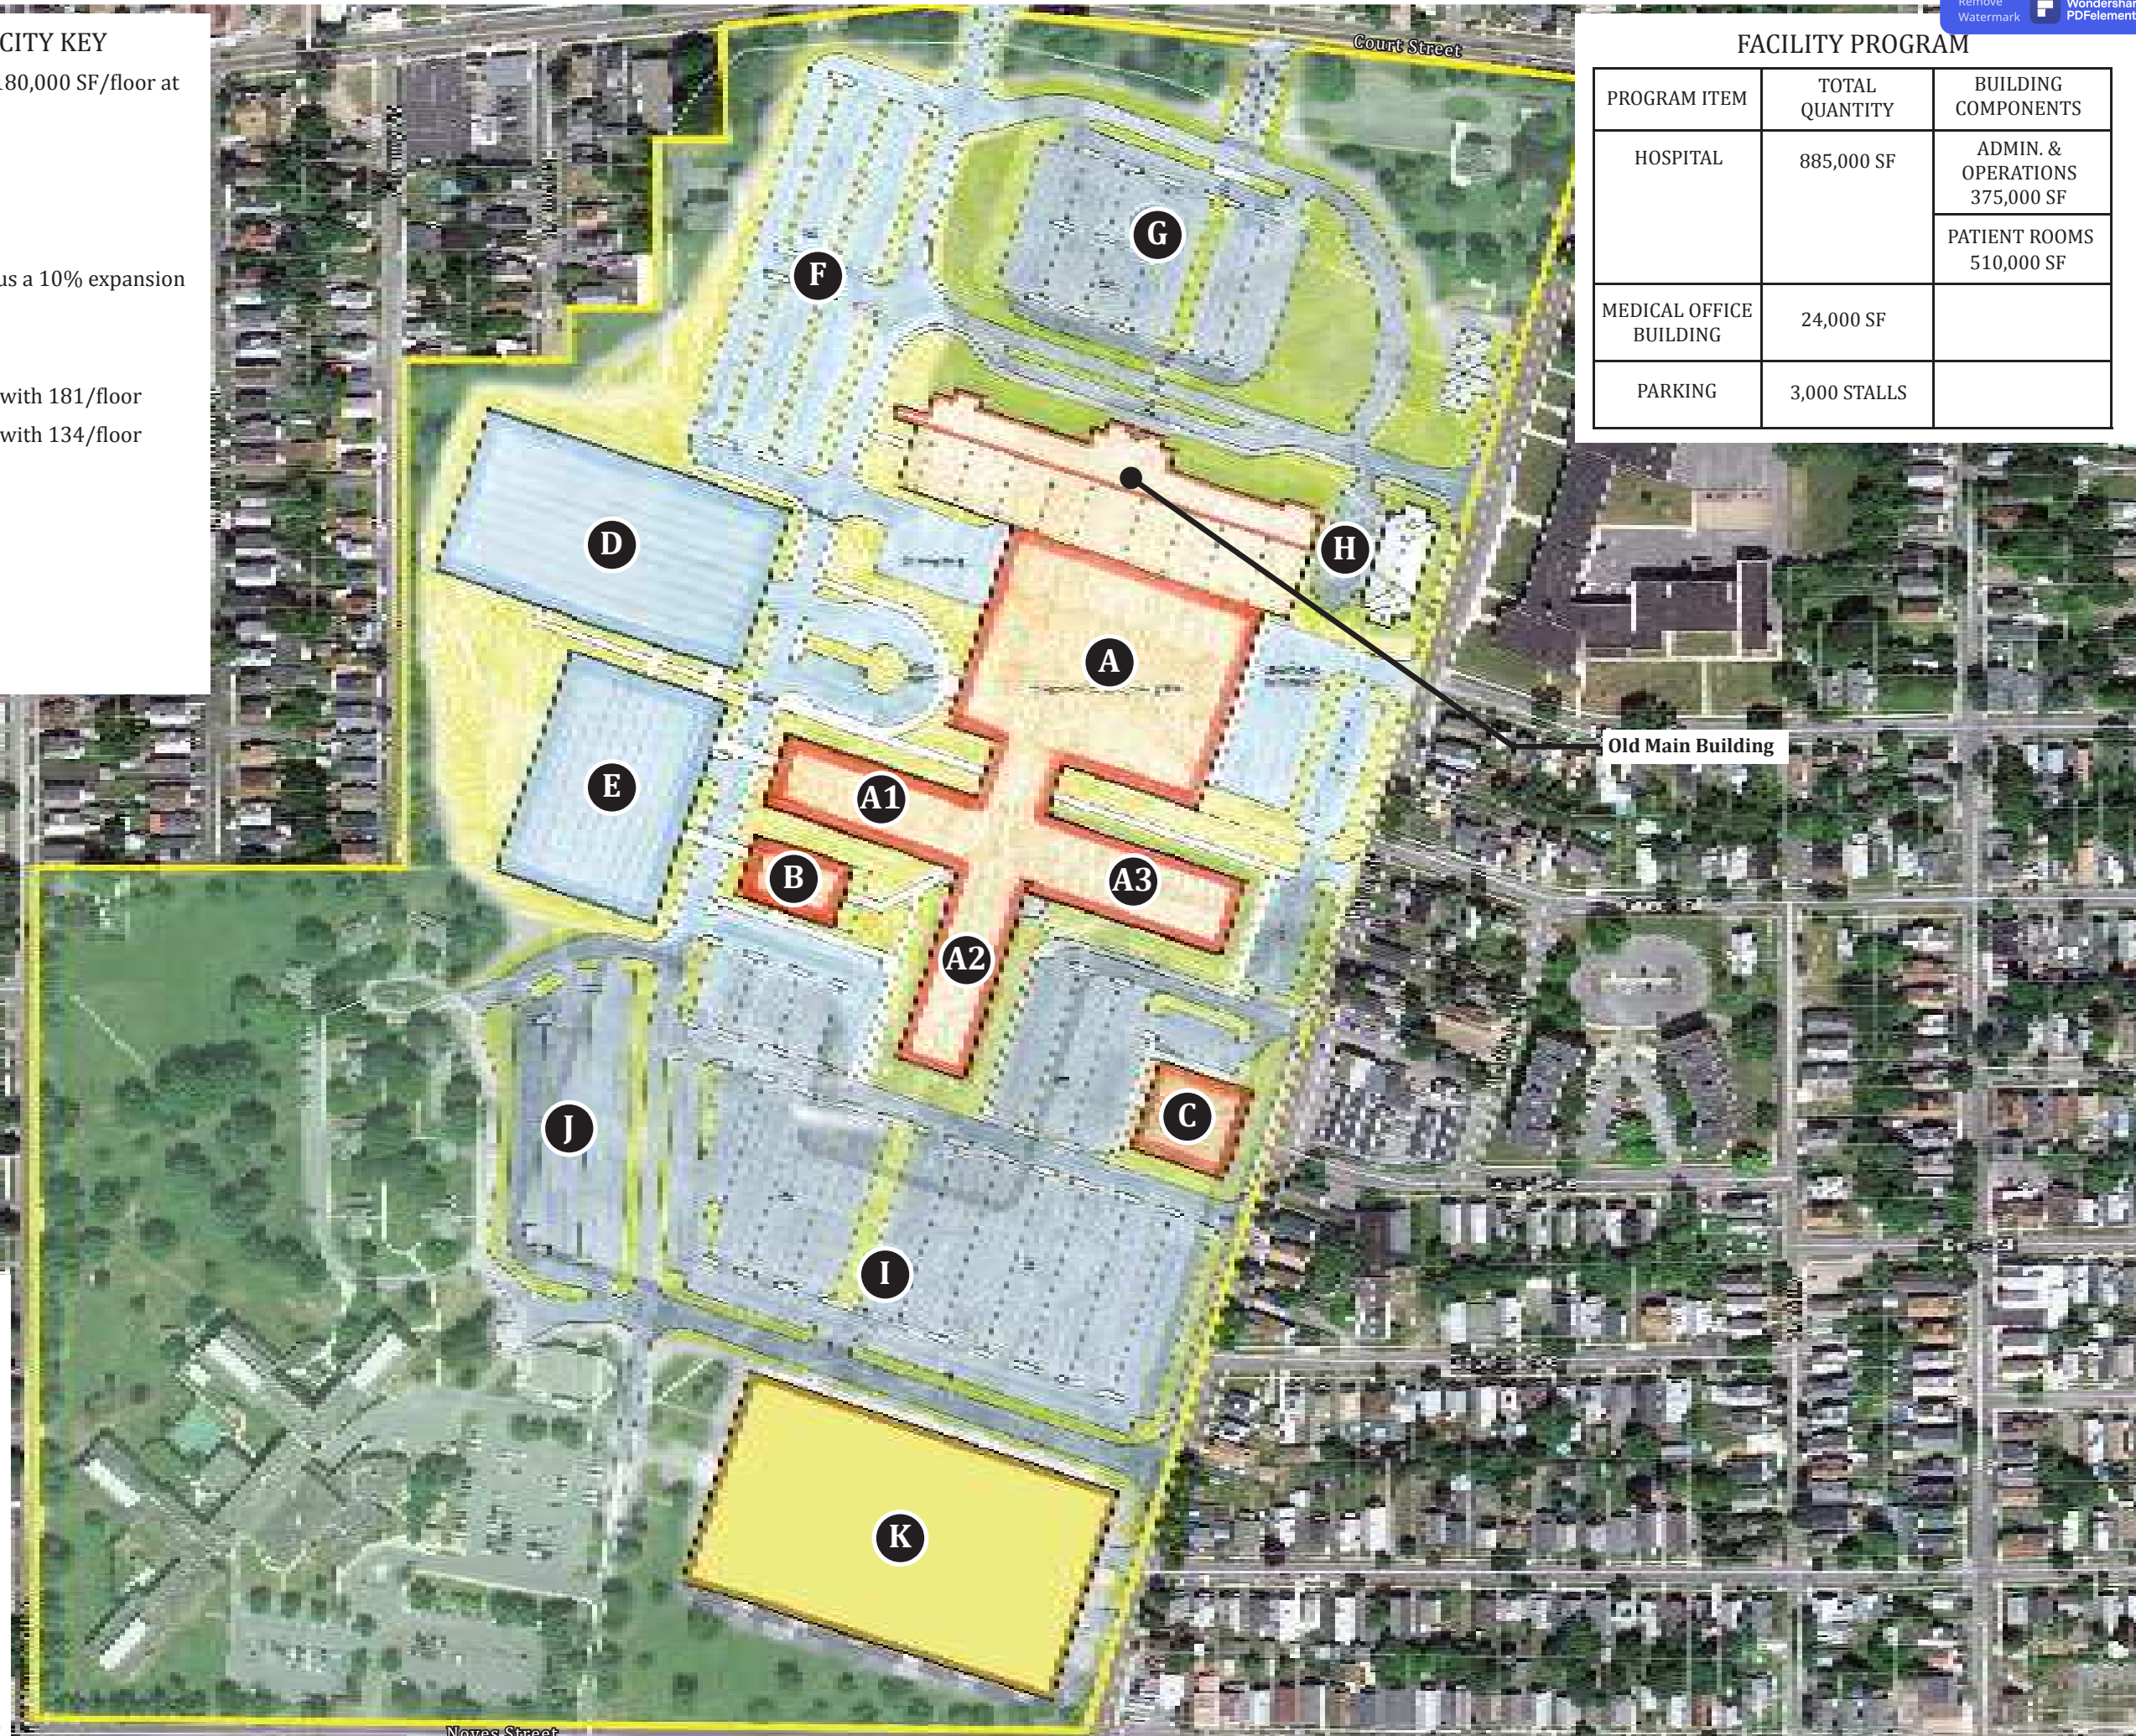 CITY KEY
180,000 SF/floor at
us a 10% expansion
with 181/floor
with 134/floor
Remove
Watermark
Wondershare
PDFelement
Court Street
FACILITY PROGRAM
PROGRAM ITEM
TOTAL
QUANTITY
BUILDING
COMPONENTS
HOSPITAL
885,000 SF
ADMIN. &
OPERATIONS
375,000 SF
PATIENT ROOMS
510,000 SF
MEDICAL OFFICE
BUILDING
24,000 SF
PARKING
3,000 STALLS
G
F
D
H
A
Old Main Building
E
A1
B
A3
A2
C
J
I
K
Noyes Street